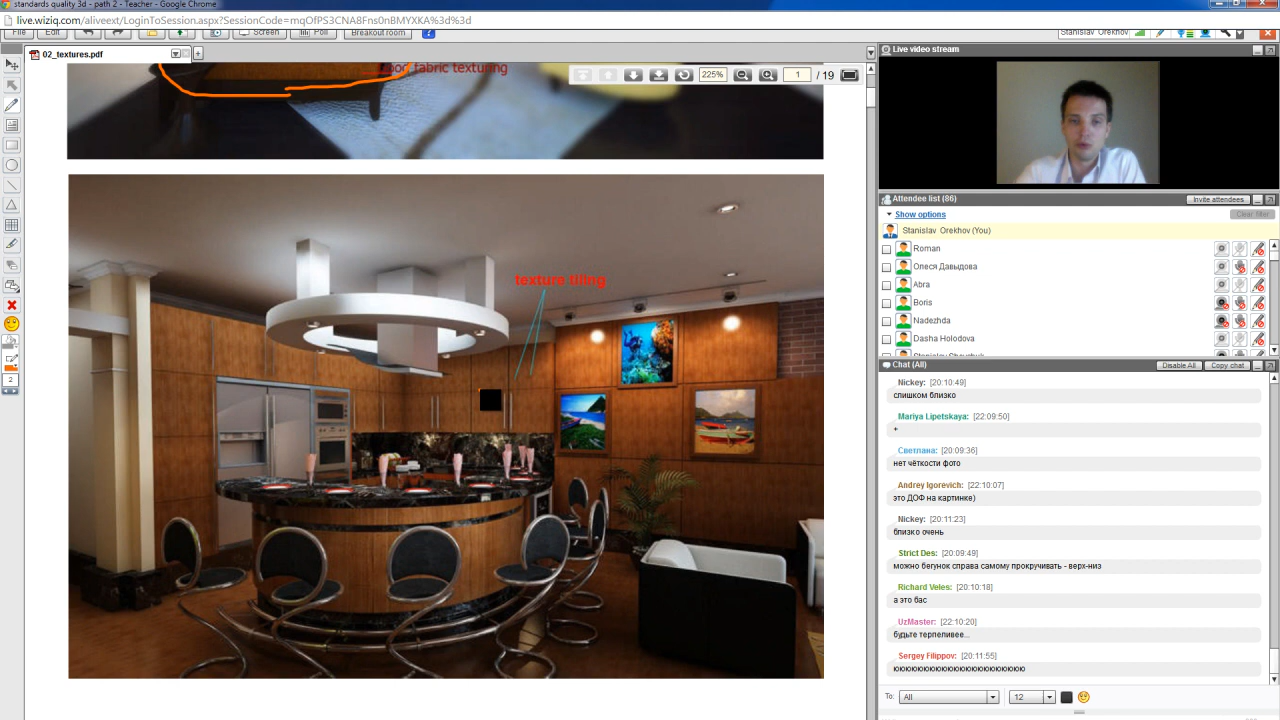 standards quality 3d - path 2 - Teacher - Google Chrome
live.wiziq.com/aliveext/LoginToSession.aspx?SessionCode=mqOfPS3CNA8Fns0nBMYXKA%3d%3d
File Edit Screen Poll Breakout room ? Stanislav Orekhov
02_textures.pdf
poor fabric texturing
225% 1 / 19
texture tiling
2
Live video stream
Attendee list (86) Invite attendees
Show options Clear filter
Stanislav Orekhov (You)
Roman
Олеся Давыдова
Abra
Boris
Nadezhda
Dasha Holodova
Chat (All) Disable All Copy chat
Nickey: [20:10:49]
слишком близко
Mariya Lipetskaya: [22:09:50]
+
Светлана: [20:09:36]
нет чёткости фото
Andrey Igorevich: [22:10:07]
это ДОФ на картинке)
Nickey: [20:11:23]
близко очень
Strict Des: [20:09:49]
можно бегунок справа самому прокручивать - верх-низ
Richard Veles: [20:10:18]
а это бас
UzMaster: [22:10:20]
будьте терпеливее...
Sergey Filippov: [20:11:55]
To: All 12